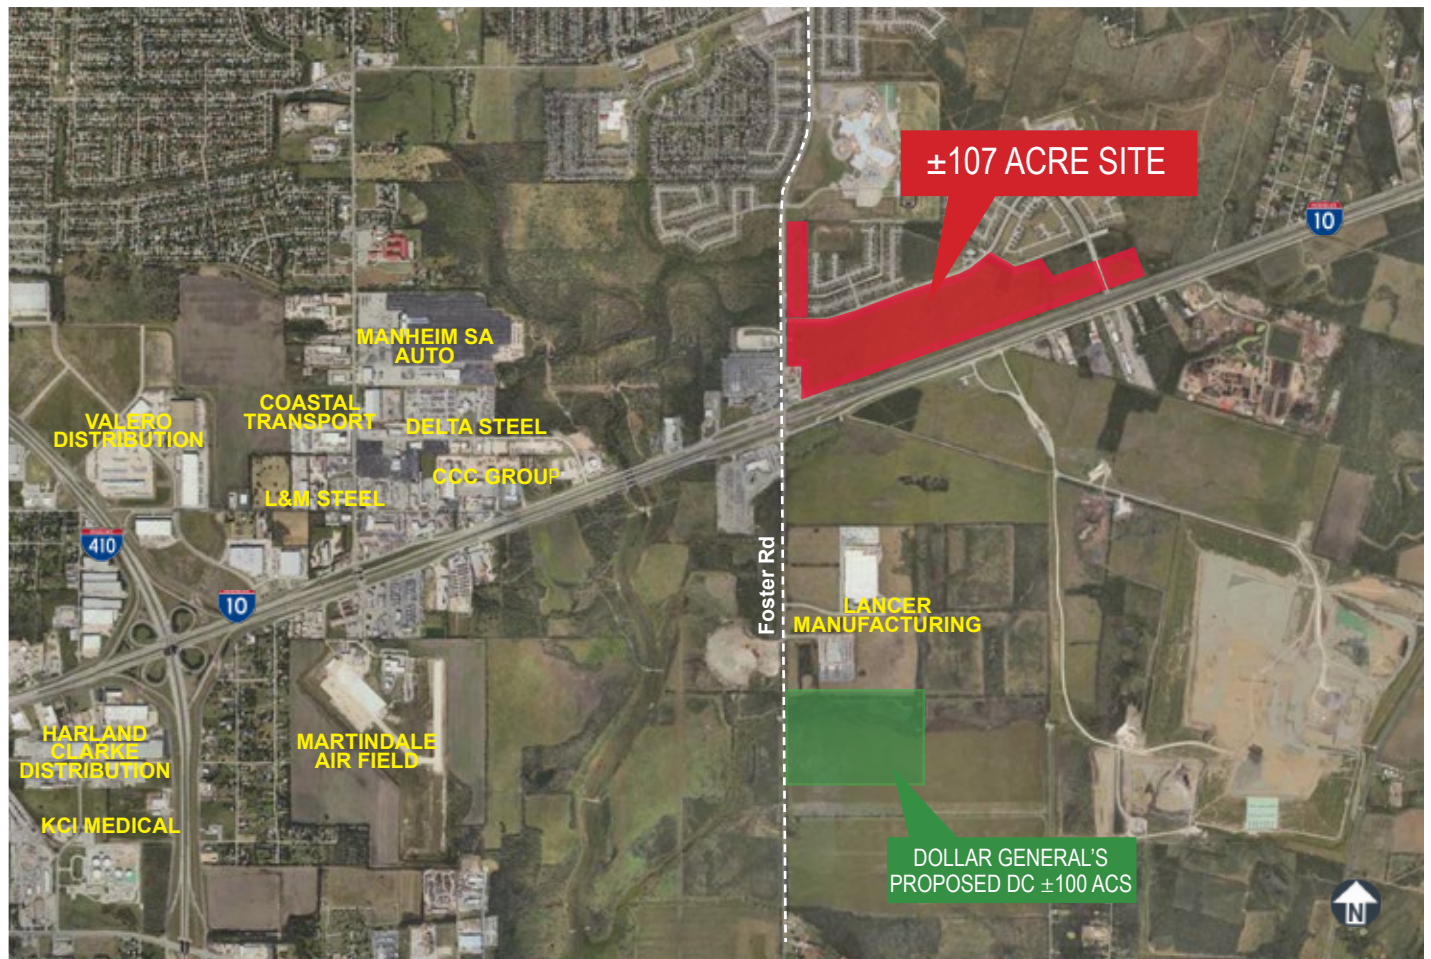 ±107 ACRE SITE
10
MANHEIM SA
AUTO
COASTAL
TRANSPORT
VALERO
DISTRIBUTION
DELTA STEEL
CCC GROUP
L&M STEEL
410
10
Foster Rd
LANCER
MANUFACTURING
HARLAND
CLARKE
DISTRIBUTION
MARTINDALE
AIR FIELD
KCI MEDICAL
DOLLAR GENERAL'S
PROPOSED DC ±100 ACS
N